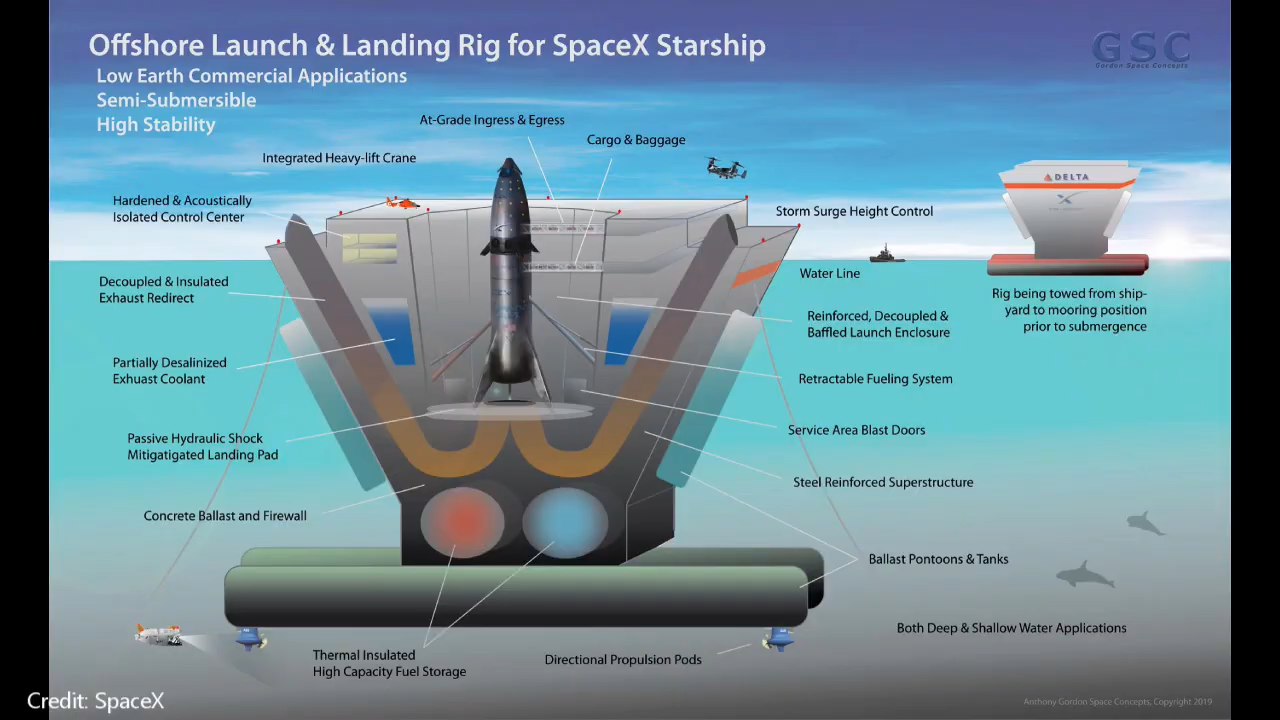 Offshore Launch & Landing Rig for SpaceX Starship
Low Earth Commercial Applications
Semi-Submersible
High Stability
GSC
Gordon Space Concepts
At-Grade Ingress & Egress
Cargo & Baggage
Integrated Heavy-lift Crane
Hardened & Acoustically
Isolated Control Center
Storm Surge Height Control
DELTA
Water Line
Decoupled & Insulated
Exhaust Redirect
Rig being towed from ship-
yard to mooring position
prior to submergence
Reinforced, Decoupled &
Baffled Launch Enclosure
Partially Desalinized
Exhuast Coolant
Retractable Fueling System
Service Area Blast Doors
Passive Hydraulic Shock
Mitigatigated Landing Pad
Steel Reinforced Superstructure
Concrete Ballast and Firewall
Ballast Pontoons & Tanks
Both Deep & Shallow Water Applications
Thermal Insulated
High Capacity Fuel Storage
Directional Propulsion Pods
Credit: SpaceX
Anthony Gordon Space Concepts, Copyright 2019